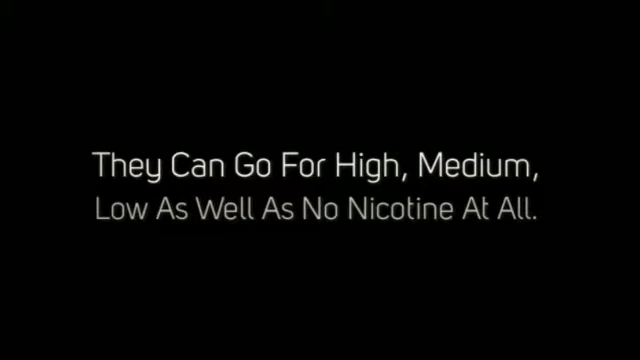 They Can Go For High, Medium,
Low As Well As No Nicotine At All.